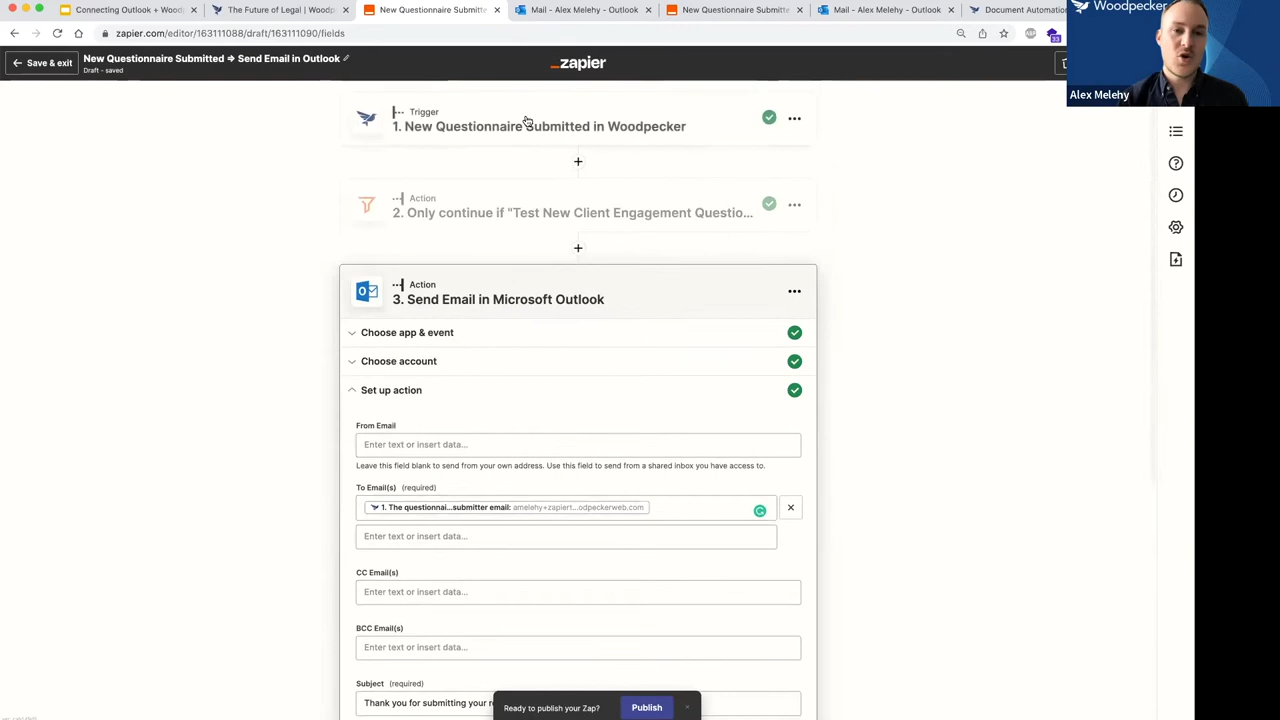 Connecting Outlook + Wood
The Future of Legal | Woodp
New Questionnaire Submitte
Mail - Alex Melehy - Outlook
New Questionnaire Submitte
Mail - Alex Melehy - Outlook
Document Automation
zapier.com/editor/draft/163111088/163111090/fields
Woodpecker
Alex Melehy
Save & exit
New Questionnaire Submitted => Send Email in Outlook
Draft - saved
_zapier
Trigger
1. New Questionnaire Submitted in Woodpecker
Action
2. Only continue if "Test New Client Engagement Questio...
Action
3. Send Email in Microsoft Outlook
Choose app & event
Choose account
Set up action
From Email
Enter text or insert data...
Leave this field blank to send from your own address. Use this field to send from a shared inbox you have access to.
To Email(s) (required)
1. The questionnai...submitter email: amelehy+zapiert...odpeckerweb.com
Enter text or insert data...
CC Email(s)
Enter text or insert data...
BCC Email(s)
Enter text or insert data...
Subject (required)
Thank you for submitting your
Ready to publish your Zap?
Publish